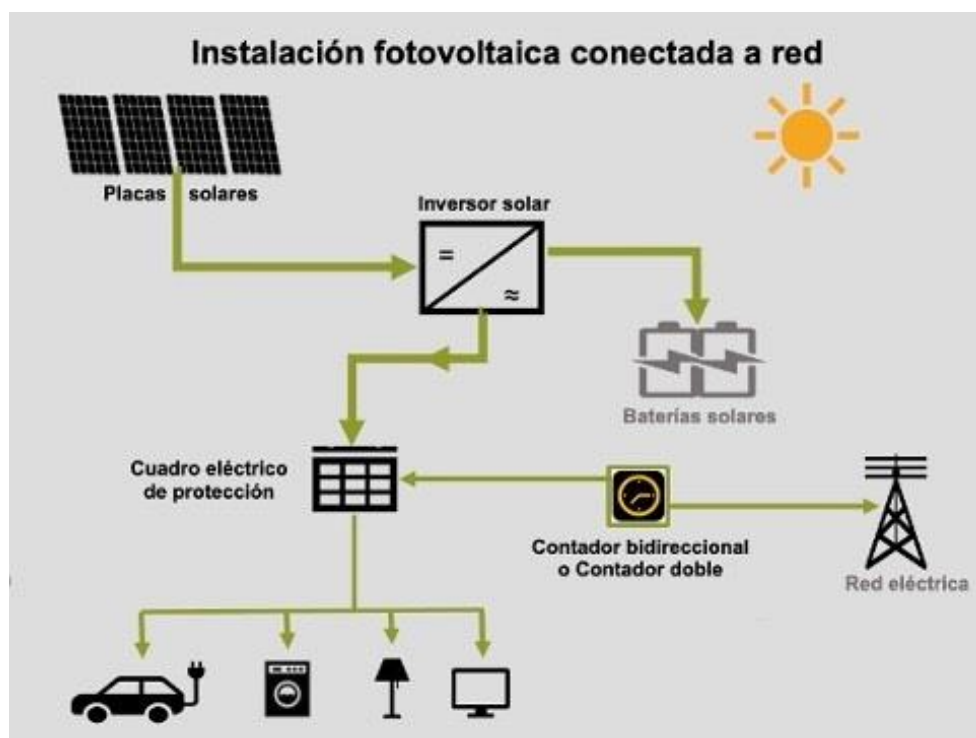 Instalación fotovoltaica conectada a red
Placas solares
Inversor solar
=
≈
Baterías solares
Cuadro eléctrico
de protección
Contador bidireccional
o Contador doble
Red eléctrica